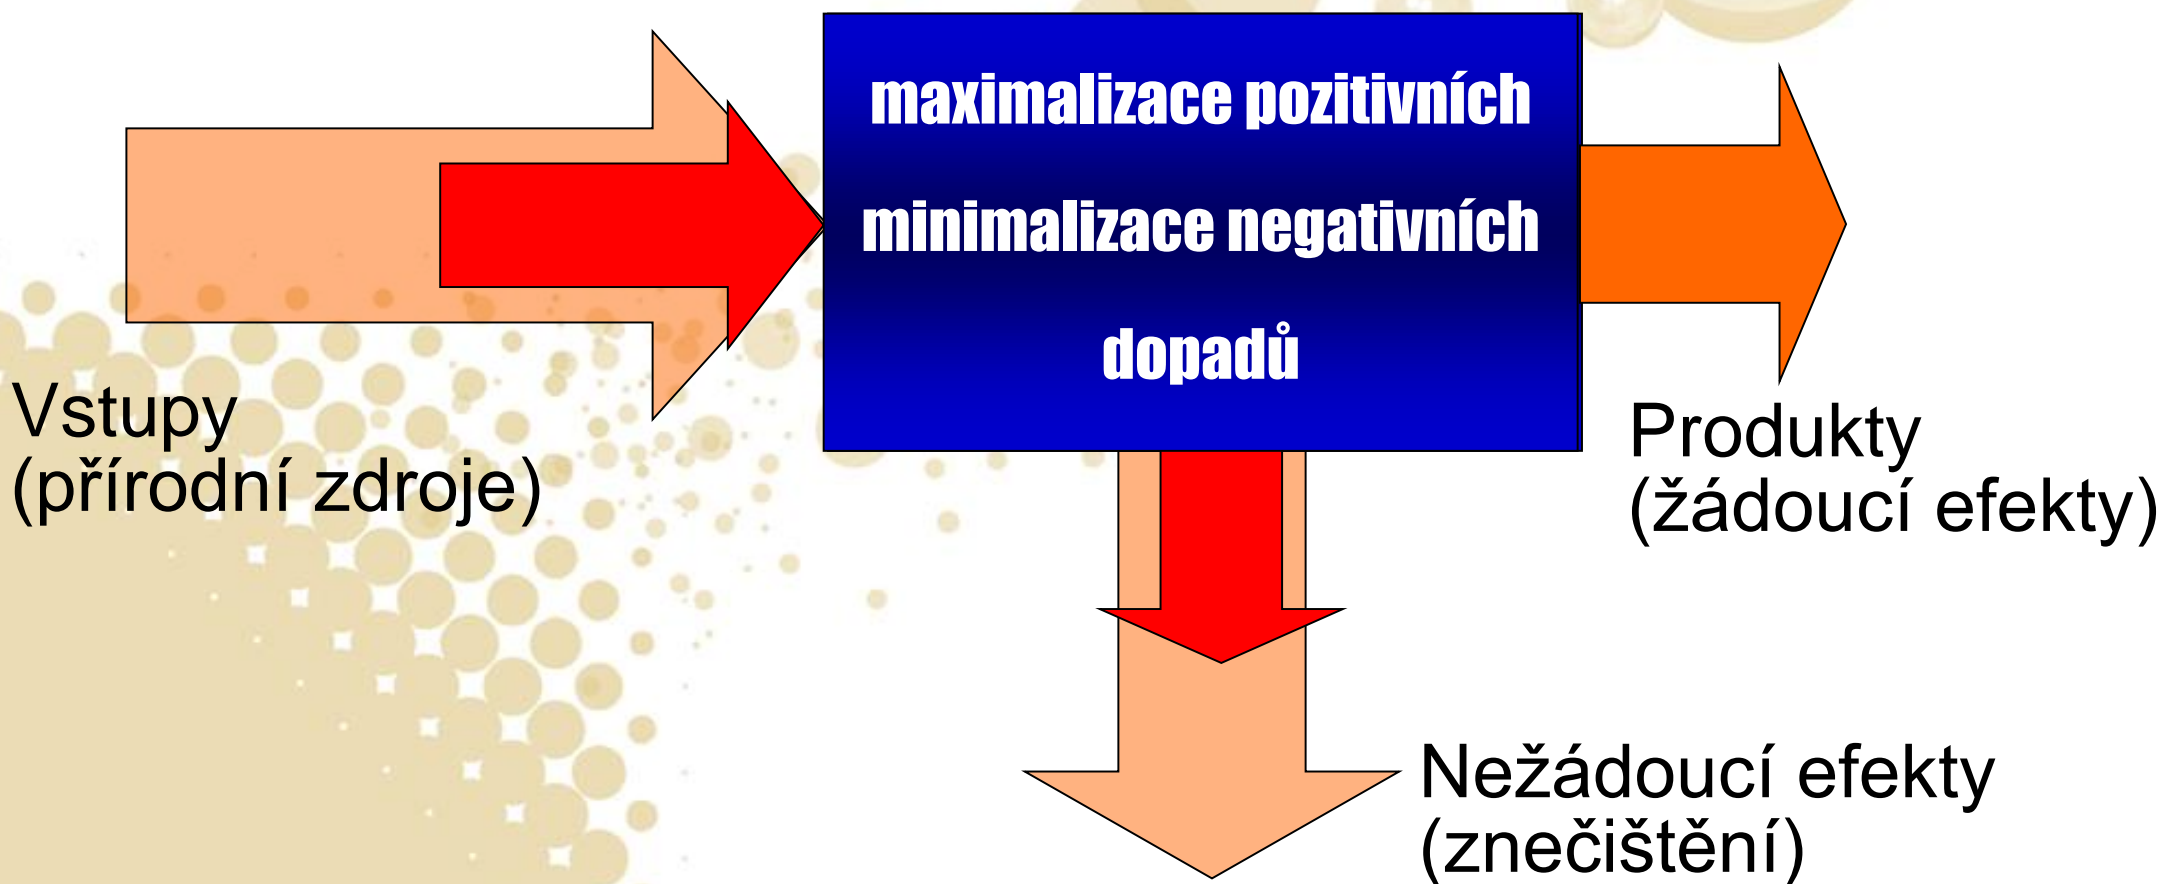 maximalizace pozitivních
minimalizace negativních
dopadů
Vstupy
(přírodní zdroje)
Produkty
(žádoucí efekty)
Nežádoucí efekty
(znečištění)